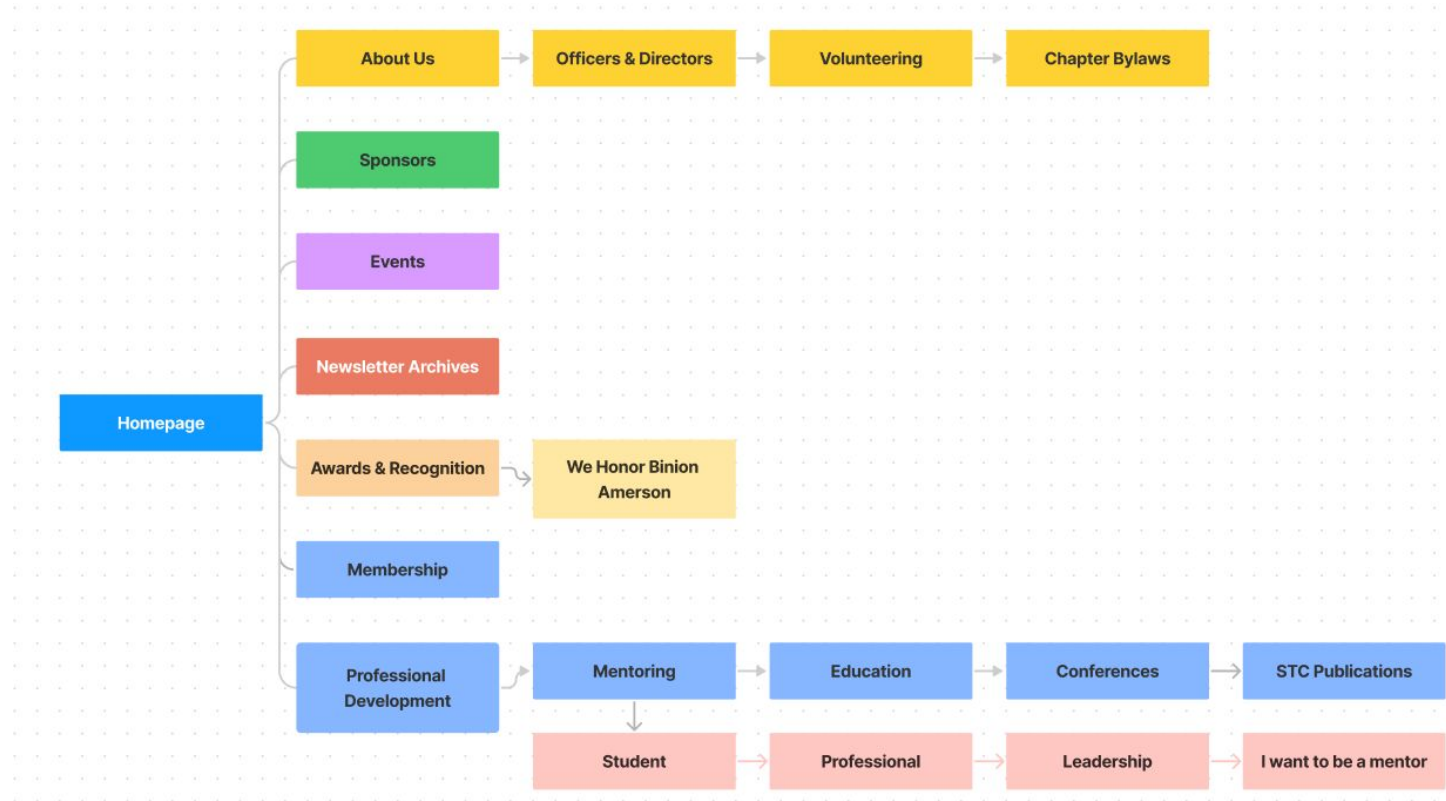 About Us
Officers & Directors
Volunteering
Chapter Bylaws
Sponsors
Events
Newsletter Archives
Homepage
Awards & Recognition
We Honor Binion
Amerson
Membership
Professional
Development
Mentoring
Education
Conferences
STC Publications
Student
Professional
Leadership
I want to be a mentor